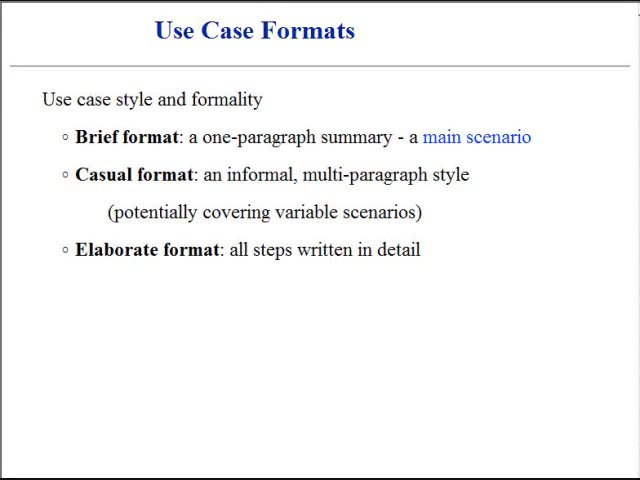 Use Case Formats
Use case style and formality
○ Brief format: a one-paragraph summary - a main scenario
○ Casual format: an informal, multi-paragraph style
(potentially covering variable scenarios)
○ Elaborate format: all steps written in detail